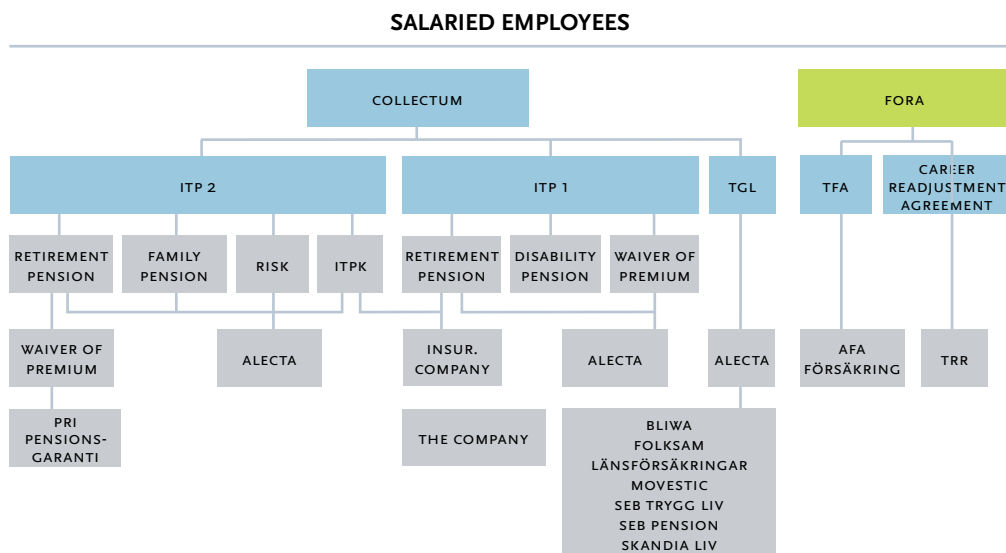 SALARIED EMPLOYEES
COLLECTUM
FORA
ITP 2
ITP 1
TGL
TFA
CAREER
READJUSTMENT
AGREEMENT
RETIREMENT
PENSION
FAMILY
PENSION
RISK
ITPK
RETIREMENT
PENSION
DISABILITY
PENSION
WAIVER OF
PREMIUM
WAIVER OF
PREMIUM
ALECTA
INSUR.
COMPANY
ALECTA
ALECTA
AFA
FÖRSÄKRING
TRR
PRI
PENSIONS-
GARANTI
THE COMPANY
BLIWA
FOLKSAM
LÄNSFÖRSÄKRINGAR
MOVESTIC
SEB TRYGG LIV
SEB PENSION
SKANDIA LIV